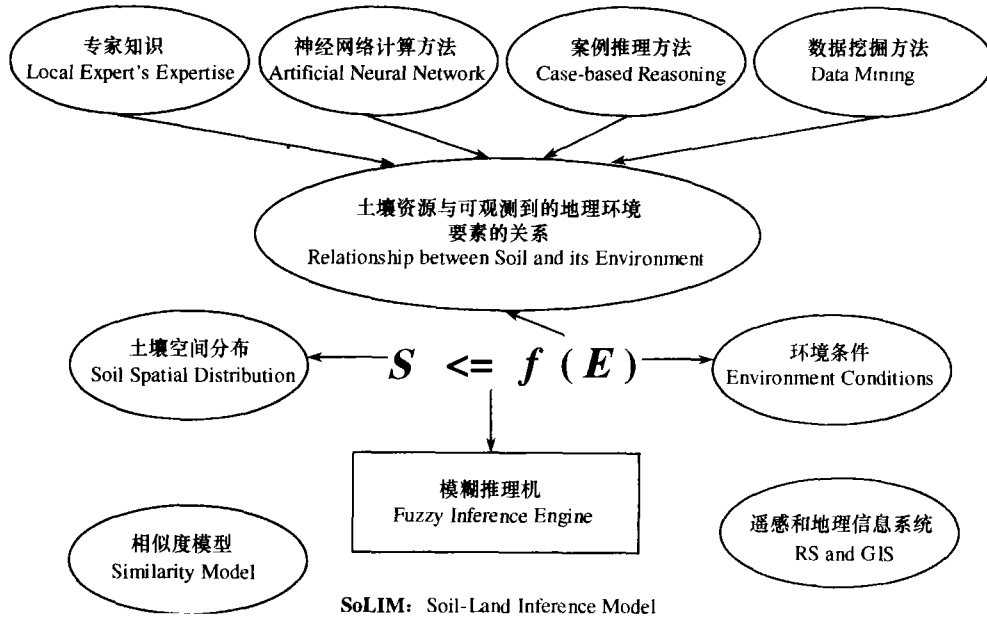 专家知识
Local Expert's Expertise
神经网络计算方法
Artificial Neural Network
案例推理方法
Case-based Reasoning
数据挖掘方法
Data Mining
土壤资源与可观测到的地理环境
要素的关系
Relationship between Soil and its Environment
土壤空间分布
Soil Spatial Distribution
S <= f ( E )
环境条件
Environment Conditions
模糊推理机
Fuzzy Inference Engine
相似度模型
Similarity Model
遥感和地理信息系统
RS and GIS
SoLIM: Soil-Land Inference Model